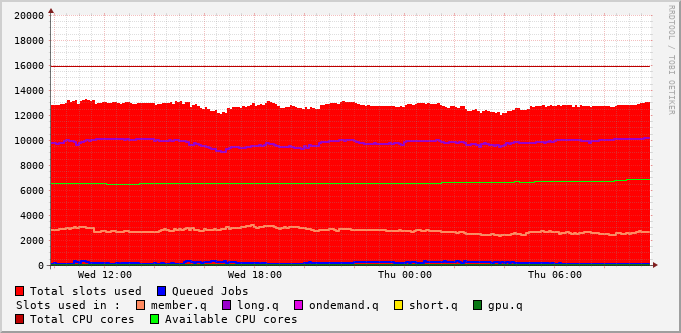 RRDTOOL / TOBI OETIKER
20000
18000
16000
14000
12000
10000
8000
6000
4000
2000
0
Wed 12:00 Wed 18:00 Thu 00:00 Thu 06:00
Total slots used Queued Jobs
Slots used in : member.q long.q ondemand.q short.q gpu.q
Total CPU cores Available CPU cores